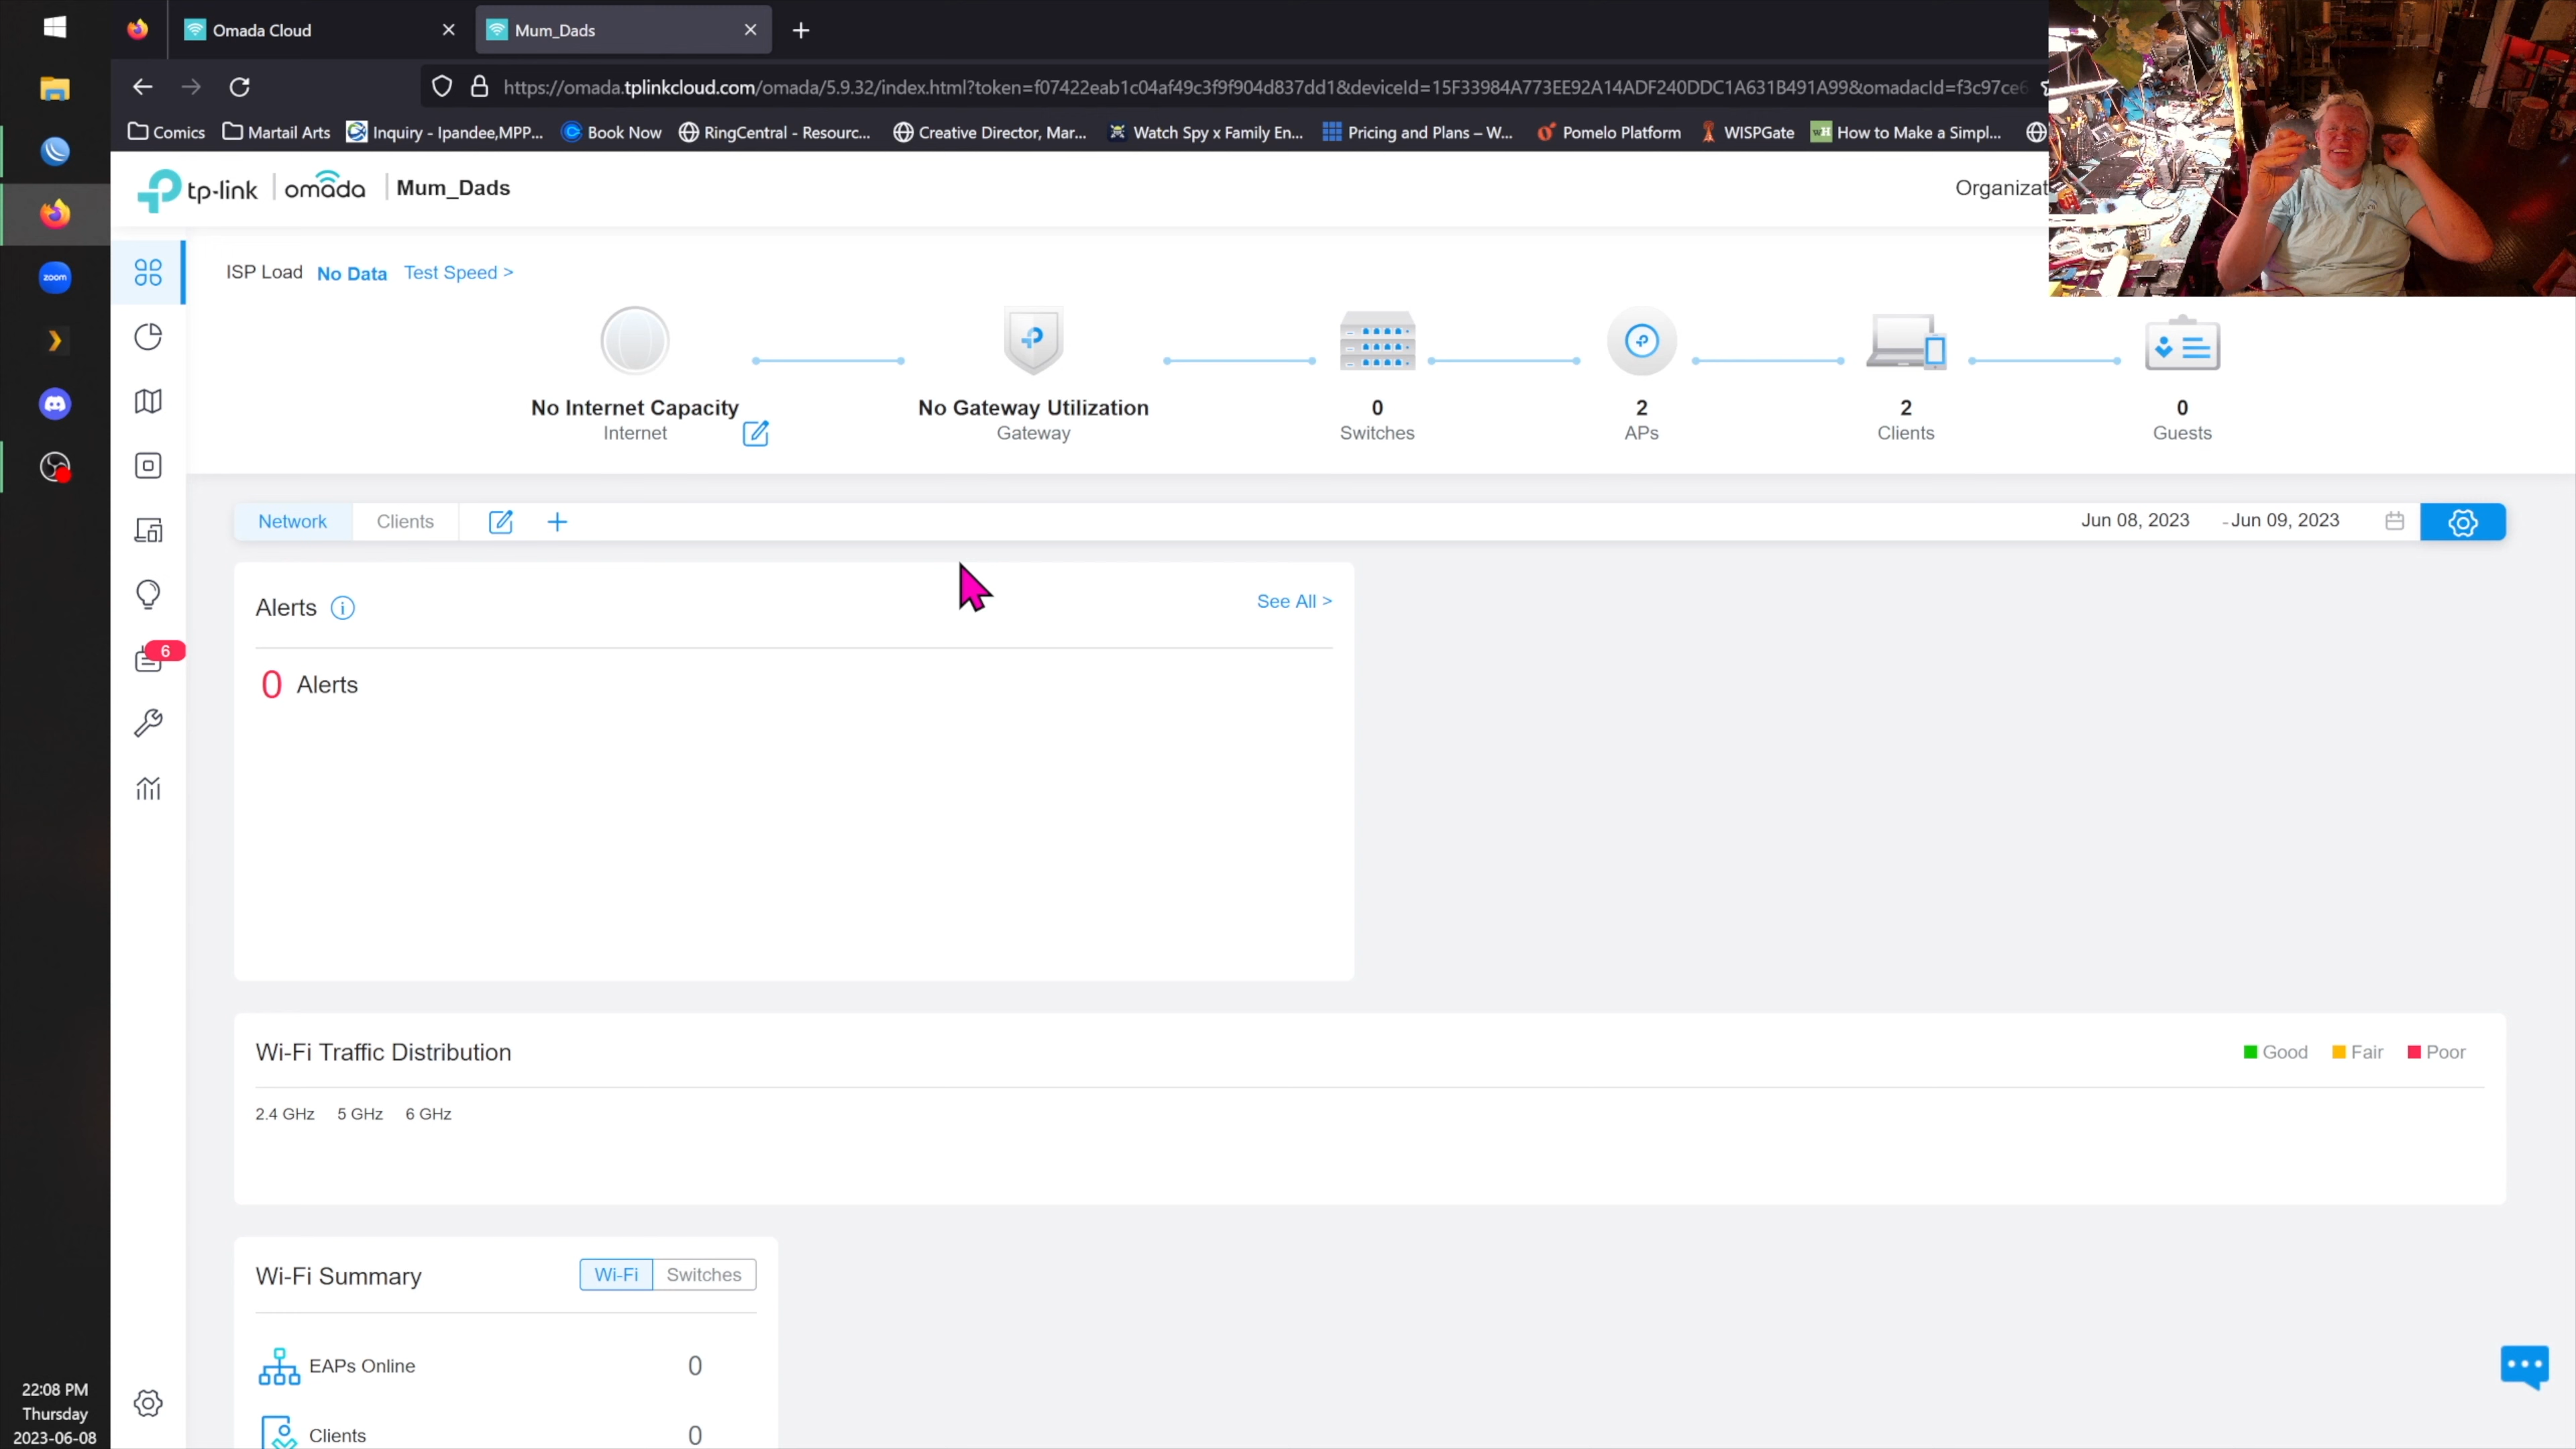 Omada Cloud
Mum_Dads
https://omada.tplinkcloud.com/omada/5.9.32/index.html?token=f07422eab1c04af49c3f9f904d837dd1&deviceId=15F33984A773EE92A14ADF240DDC1A631B491A99&omadacId=f3c97ce6
Comics
Martail Arts
Inquiry - Ipandee,MPP...
Book Now
RingCentral - Resourc...
Creative Director, Mar...
Watch Spy x Family En...
Pricing and Plans – W...
Pomelo Platform
WISPGate
How to Make a Simpl...
tp-link | omada | Mum_Dads
Organizat
zoom
ISP Load No Data Test Speed >
No Internet Capacity
Internet
No Gateway Utilization
Gateway
0
Switches
2
APs
2
Clients
0
Guests
Network Clients
Jun 08, 2023 - Jun 09, 2023
Alerts
See All >
0 Alerts
6
Wi-Fi Traffic Distribution
Good Fair Poor
2.4 GHz 5 GHz 6 GHz
Wi-Fi Summary
Wi-Fi Switches
EAPs Online 0
Clients 0
22:08 PM
Thursday
2023-06-08